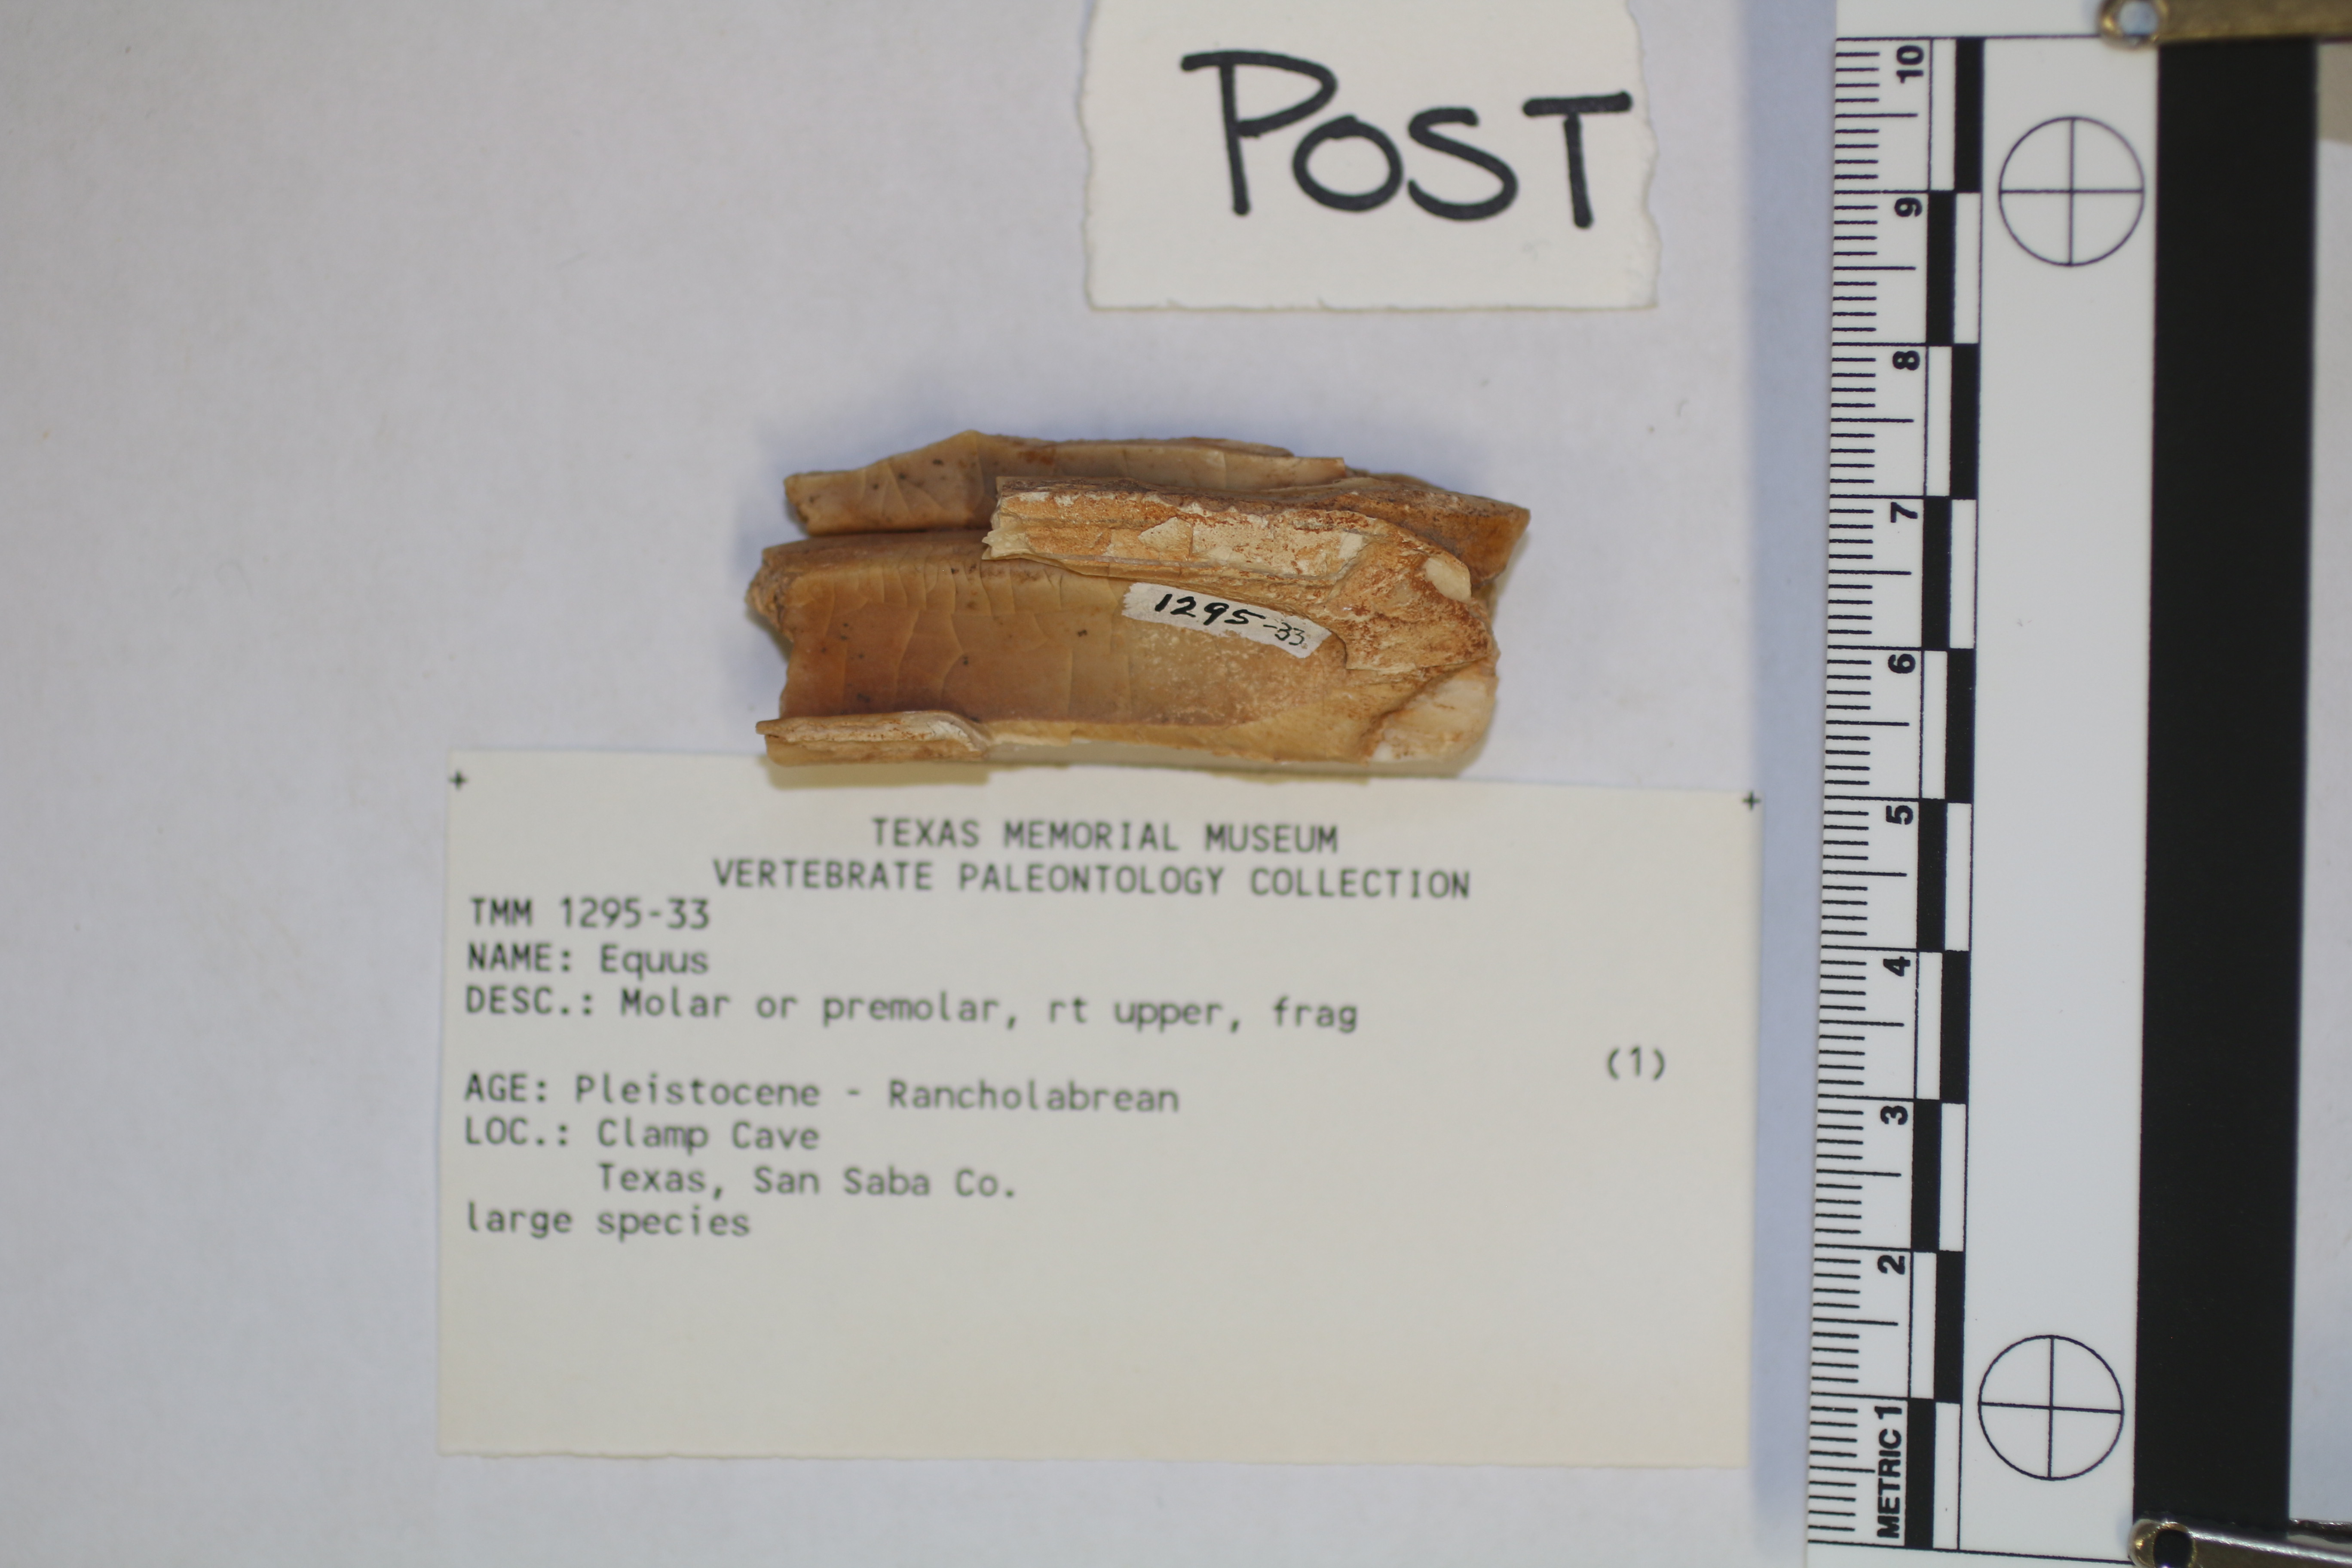 POST
1295-33
TEXAS MEMORIAL MUSEUM
VERTEBRATE PALEONTOLOGY COLLECTION
TMM 1295-33
NAME: Equus
DESC.: Molar or premolar, rt upper, frag
(1)
AGE: Pleistocene - Rancholabrean
LOC.: Clamp Cave
Texas, San Saba Co.
large species
10
9
8
7
6
5
4
3
2
METRIC 1